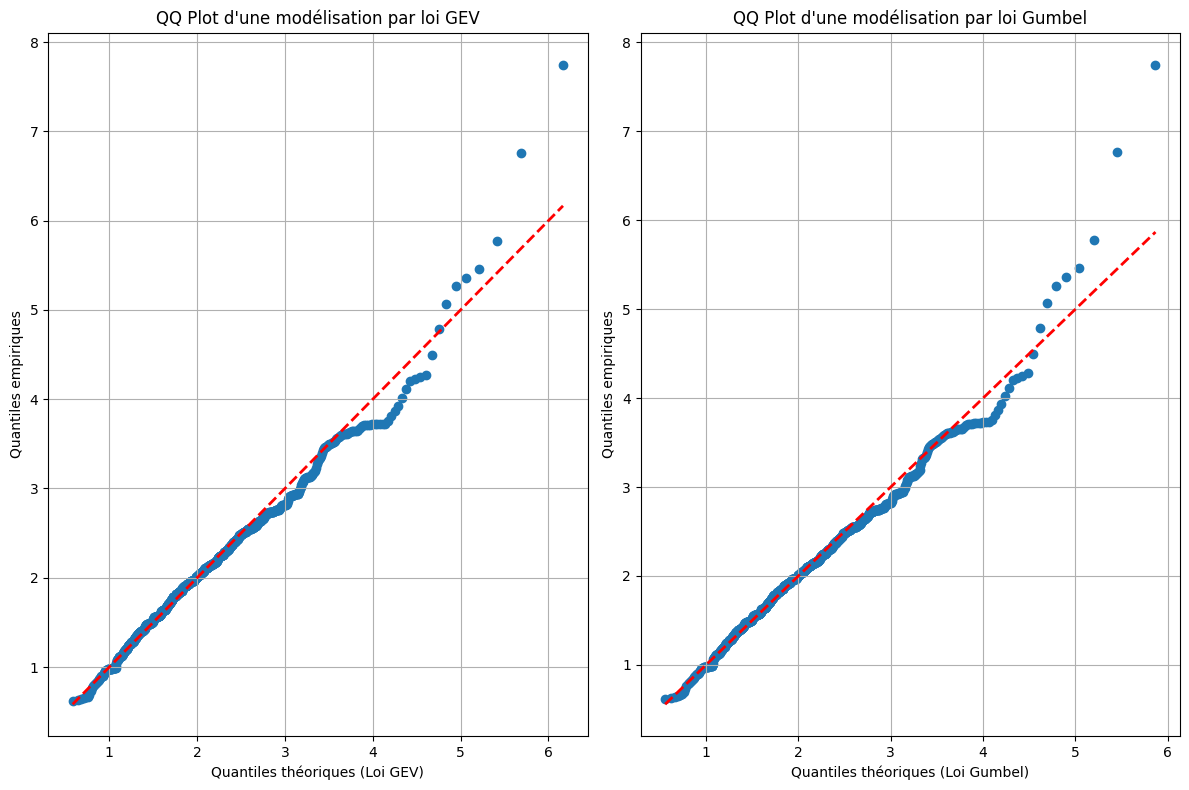 QQ Plot d'une modélisation par loi GEV
8
7
6
5
4
3
2
1
Quantiles empiriques
1 2 3 4 5 6
Quantiles théoriques (Loi GEV)
QQ Plot d'une modélisation par loi Gumbel
8
7
6
5
4
3
2
1
Quantiles empiriques
1 2 3 4 5 6
Quantiles théoriques (Loi Gumbel)